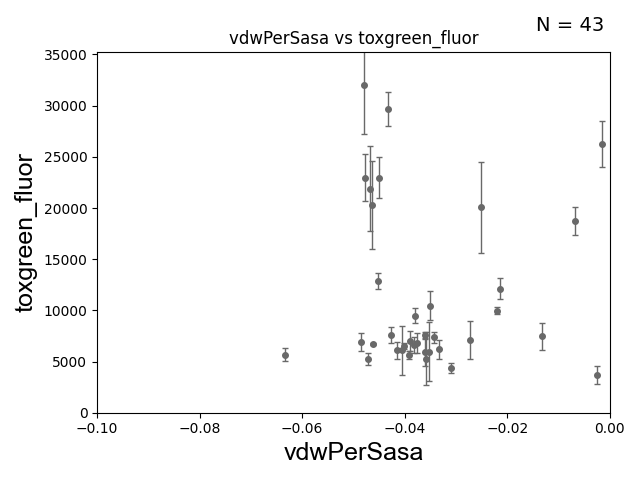 N = 43
vdwPerSasa vs toxgreen_fluor
35000
30000
25000
20000
15000
10000
5000
0
toxgreen_fluor
−0.10 −0.08 −0.06 −0.04 −0.02 0.00
vdwPerSasa